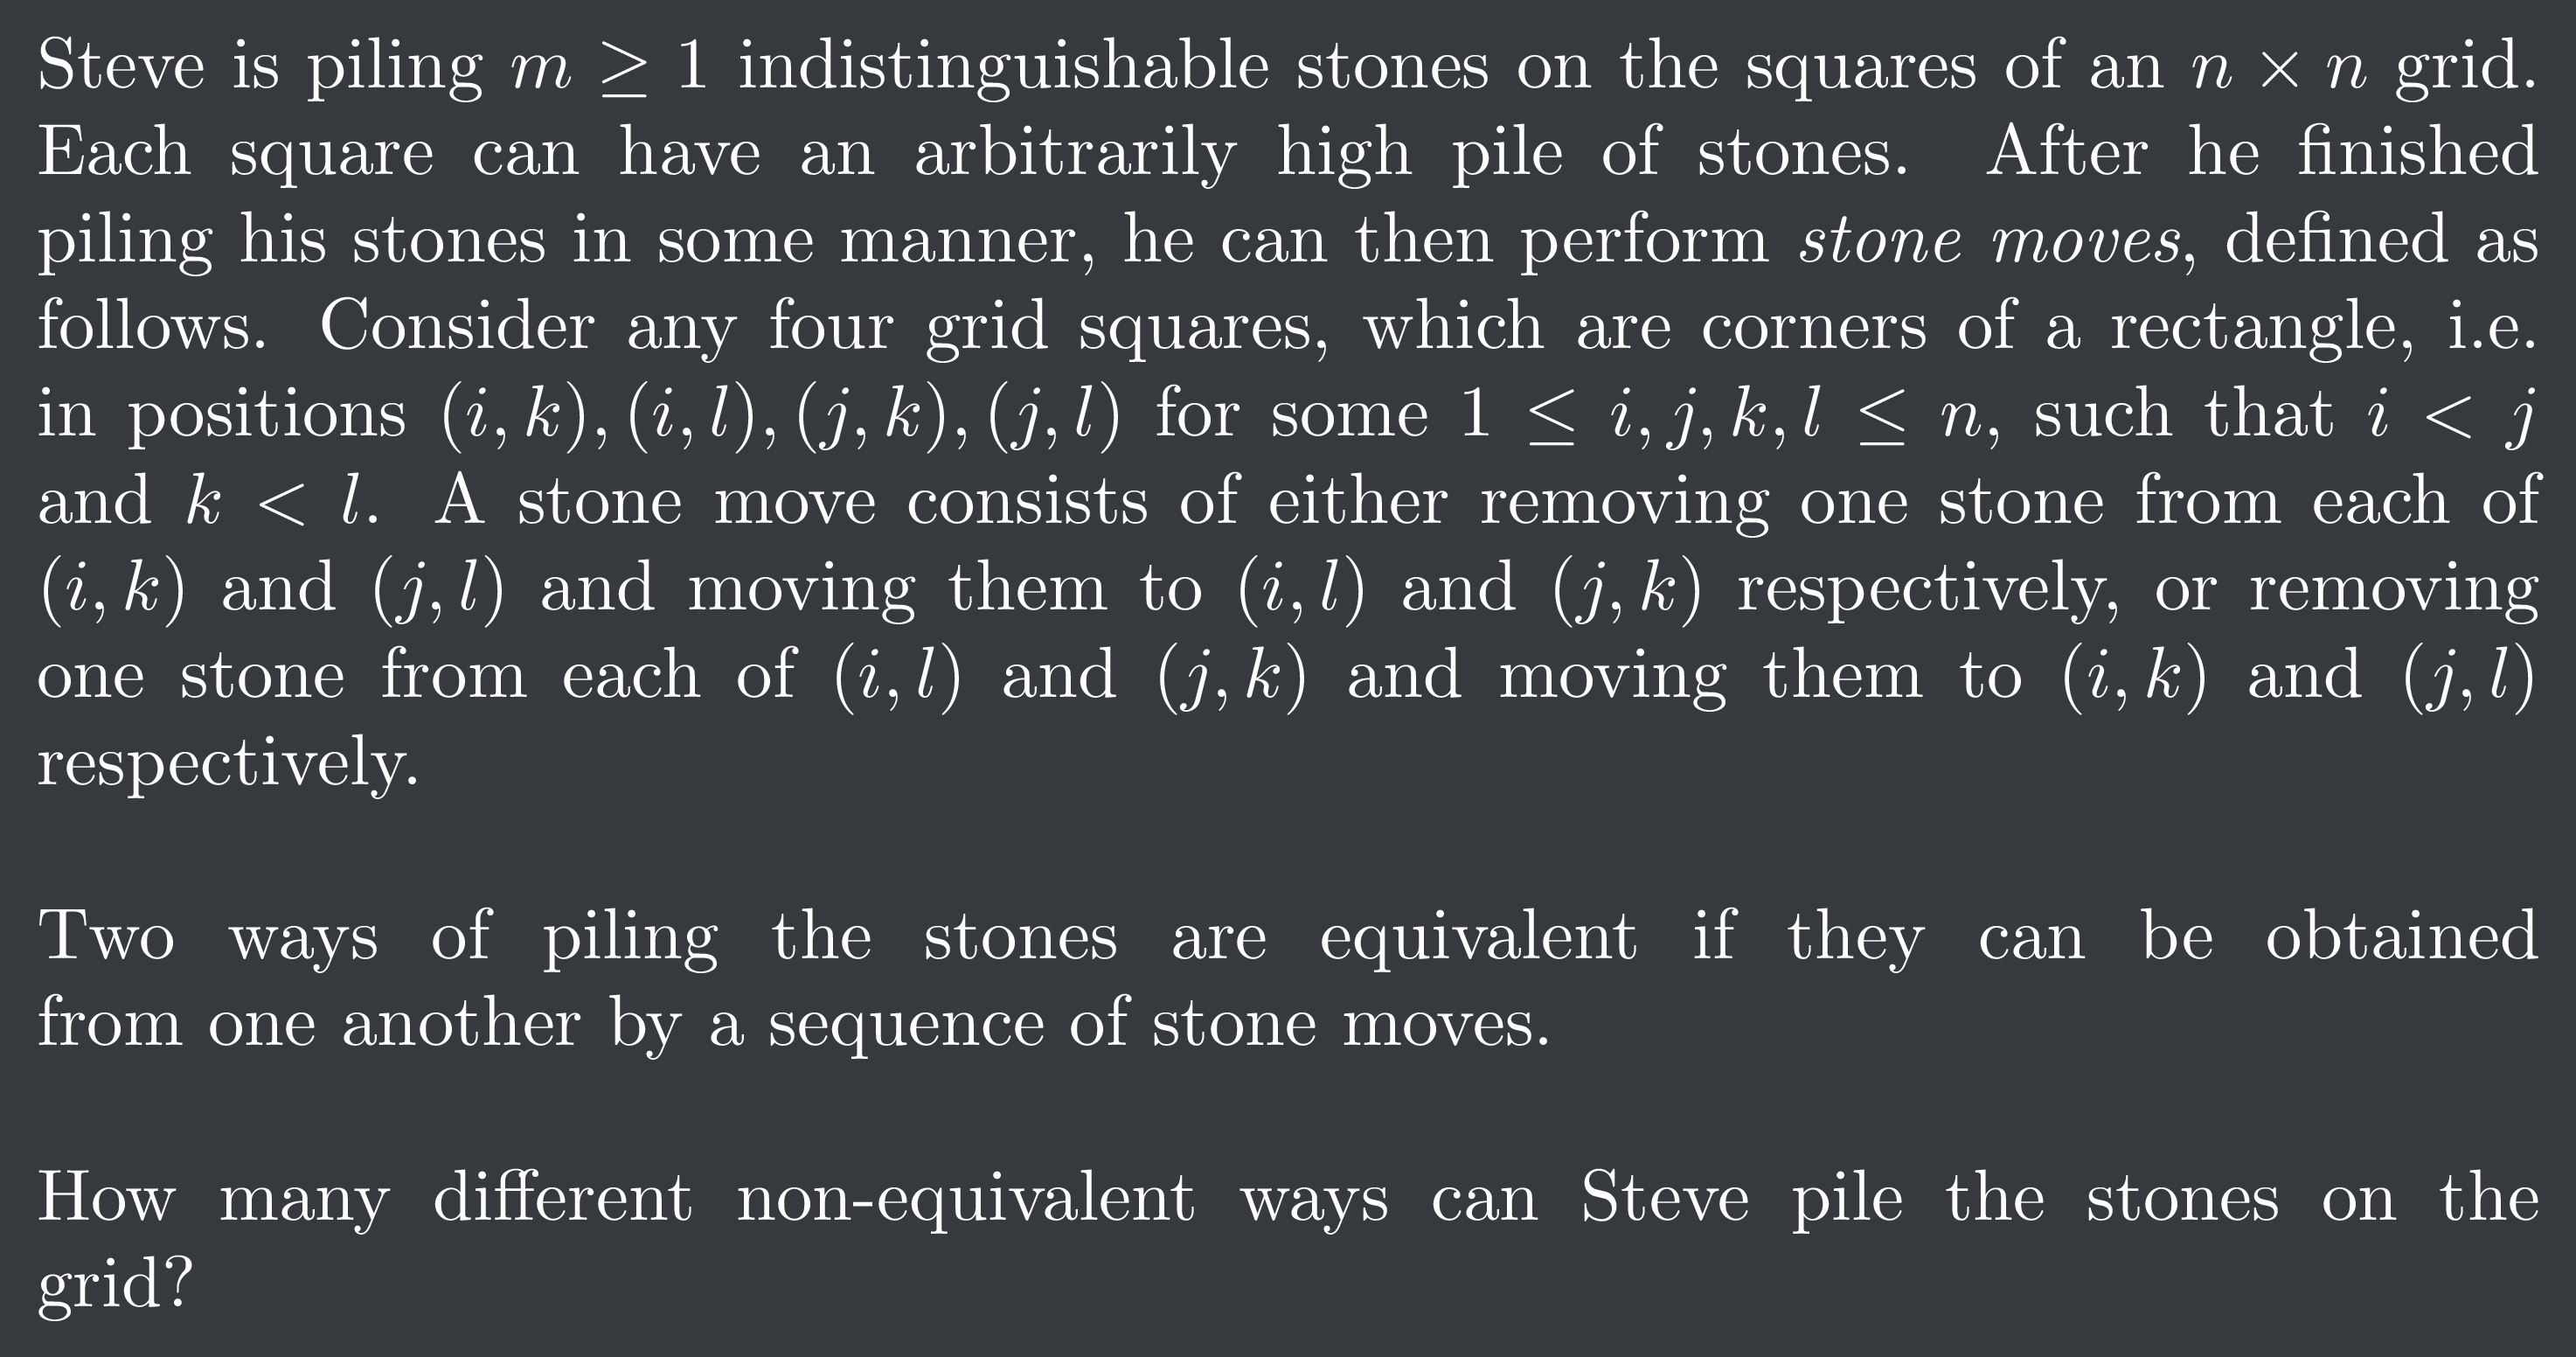 Steve is piling m ≥ 1 indistinguishable stones on the squares of an n × n grid.
Each square can have an arbitrarily high pile of stones. After he finished
piling his stones in some manner, he can then perform stone moves, defined as
follows. Consider any four grid squares, which are corners of a rectangle, i.e.
in positions (i, k), (i, l), (j, k), (j, l) for some 1 ≤ i, j, k, l ≤ n, such that i < j
and k < l. A stone move consists of either removing one stone from each of
(i, k) and (j, l) and moving them to (i, l) and (j, k) respectively, or removing
one stone from each of (i, l) and (j, k) and moving them to (i, k) and (j, l)
respectively.
Two ways of piling the stones are equivalent if they can be obtained
from one another by a sequence of stone moves.
How many different non-equivalent ways can Steve pile the stones on the
grid?